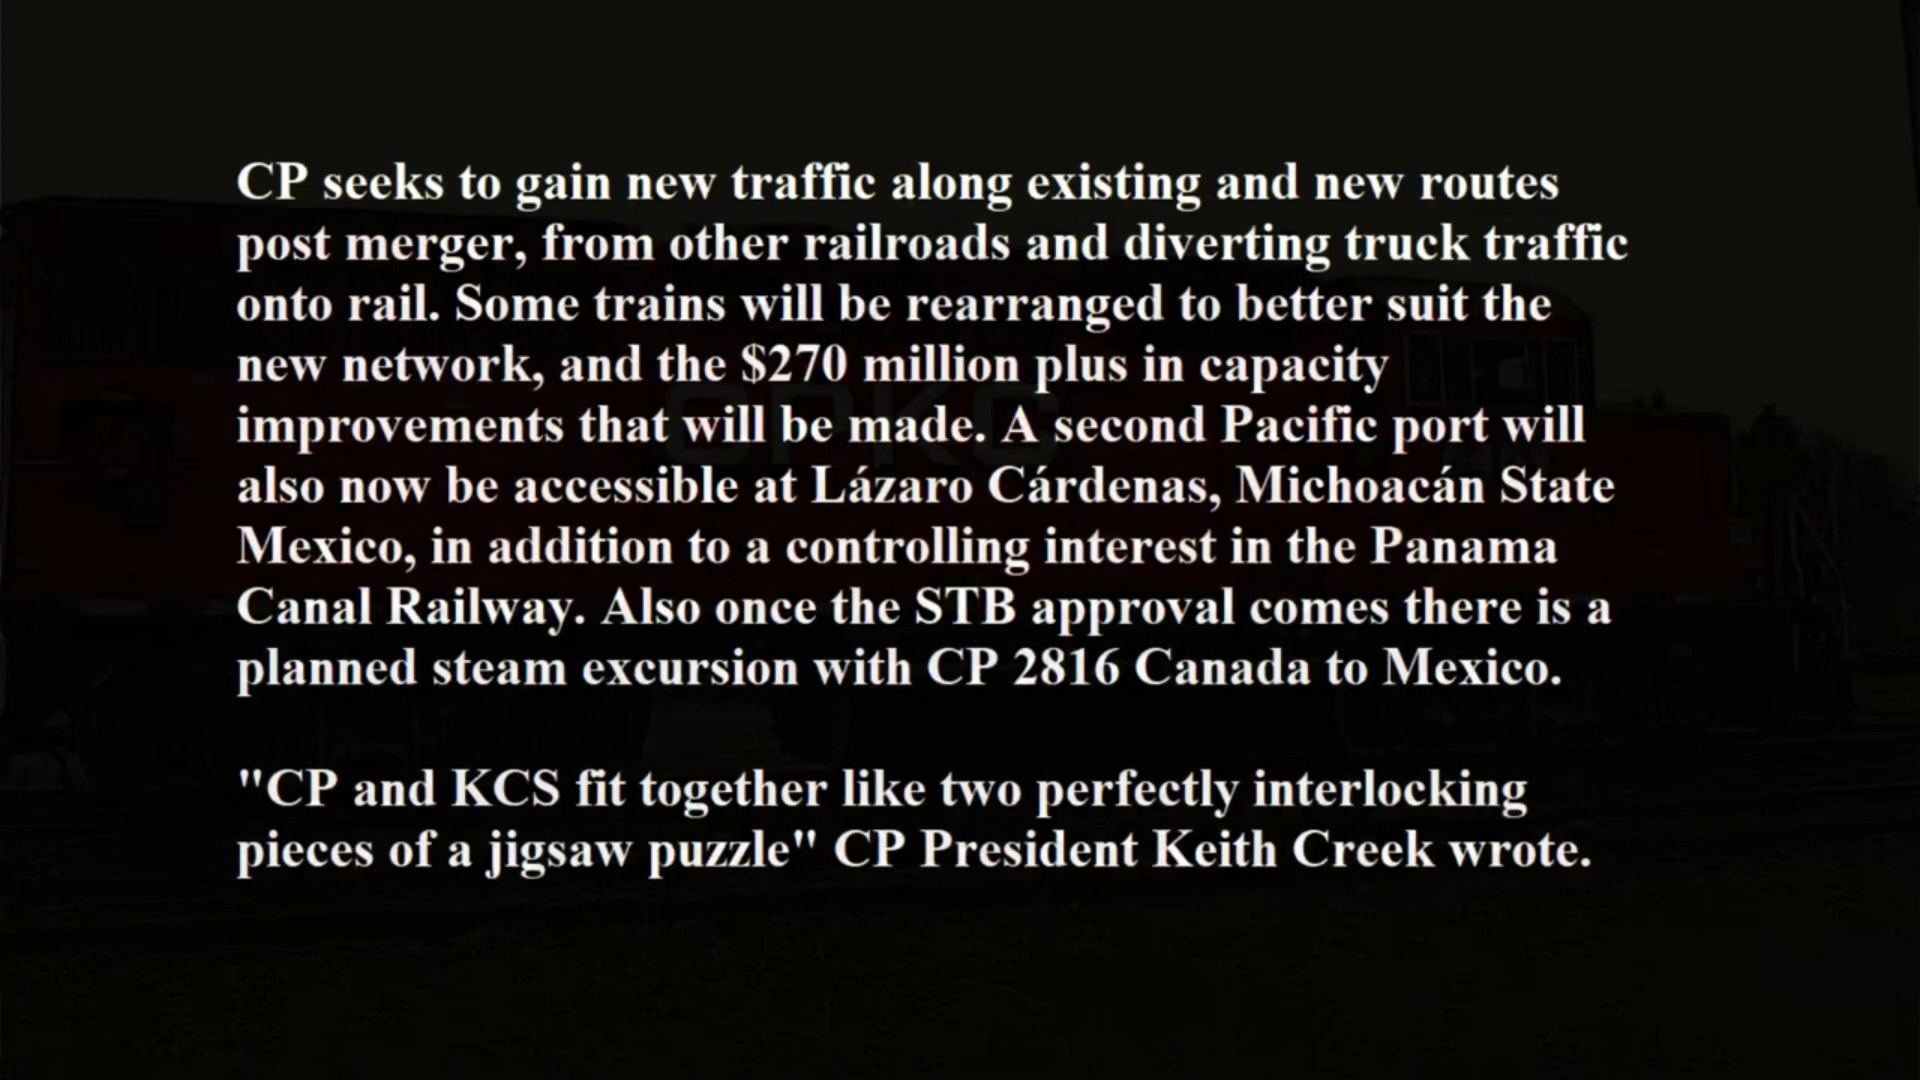 CP seeks to gain new traffic along existing and new routes
post merger, from other railroads and diverting truck traffic
onto rail. Some trains will be rearranged to better suit the
new network, and the $270 million plus in capacity
improvements that will be made. A second Pacific port will
also now be accessible at Lázaro Cárdenas, Michoacán State
Mexico, in addition to a controlling interest in the Panama
Canal Railway. Also once the STB approval comes there is a
planned steam excursion with CP 2816 Canada to Mexico.
"CP and KCS fit together like two perfectly interlocking
pieces of a jigsaw puzzle" CP President Keith Creek wrote.